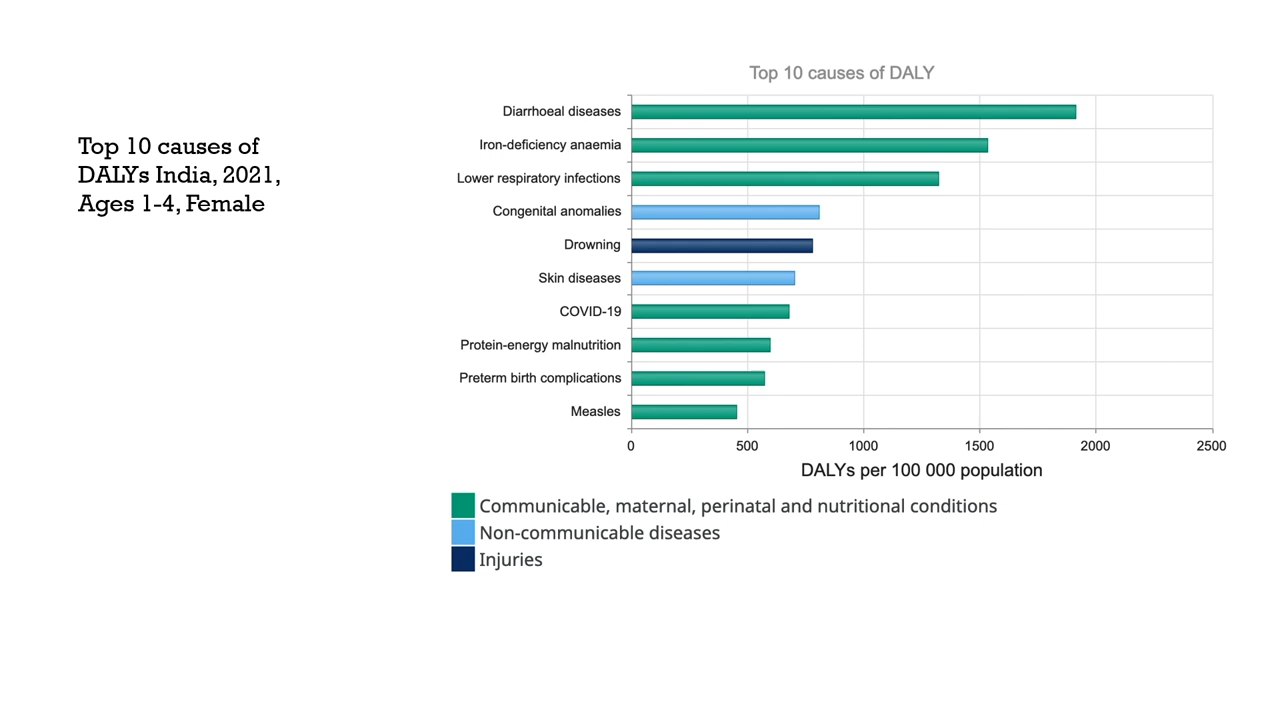 Top 10 causes of
DALYs India, 2021,
Ages 1-4, Female
Top 10 causes of DALY
Diarrhoeal diseases
Iron-deficiency anaemia
Lower respiratory infections
Congenital anomalies
Drowning
Skin diseases
COVID-19
Protein-energy malnutrition
Preterm birth complications
Measles
0 500 1000 1500 2000 2500
DALYs per 100 000 population
Communicable, maternal, perinatal and nutritional conditions
Non-communicable diseases
Injuries